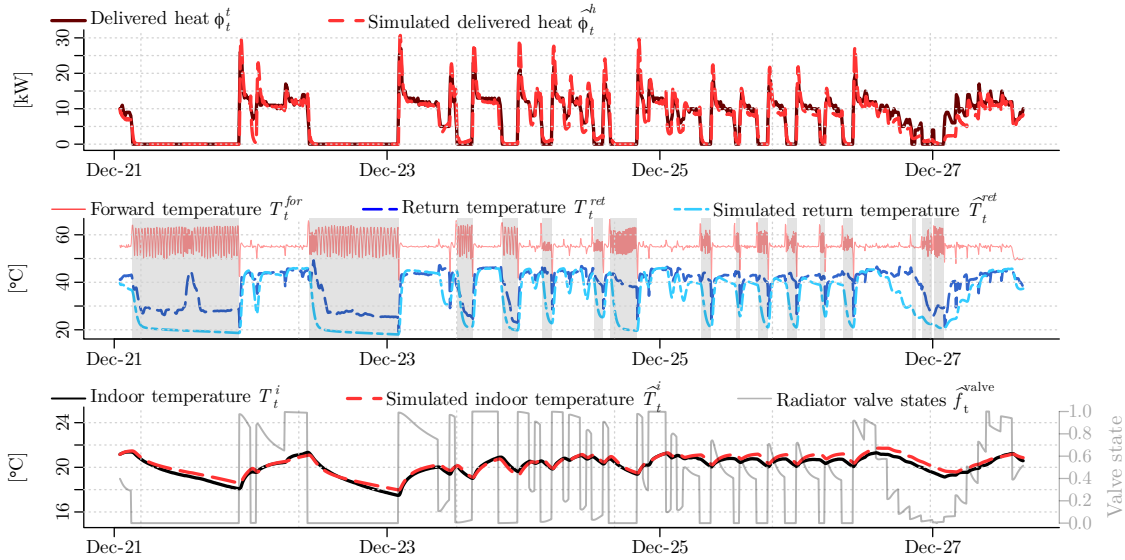 Delivered heat ϕ_t^t Simulated delivered heat ϕ̂_t^h
[kW]
30
20
10
0
Dec-21 Dec-23 Dec-25 Dec-27
Forward temperature T_t^for Return temperature T_t^ret Simulated return temperature T̂_t^ret
[°C]
60
40
20
Dec-21 Dec-23 Dec-25 Dec-27
Indoor temperature T_t^i Simulated indoor temperature T̂_t^i Radiator valve states f̂_t^valve
[°C]
24
20
16
1.0
0.8
0.6
0.4
0.2
0.0
Valve state
Dec-21 Dec-23 Dec-25 Dec-27